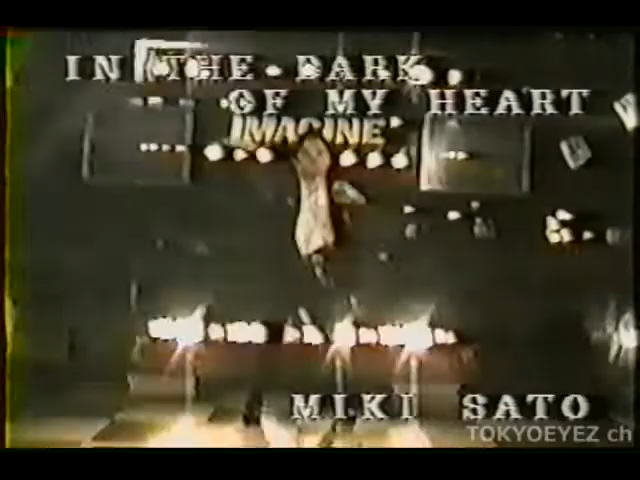 IN THE DARK
OF MY HEART
IMAGINE
MIKI SATO
TOKYOEYEZ ch